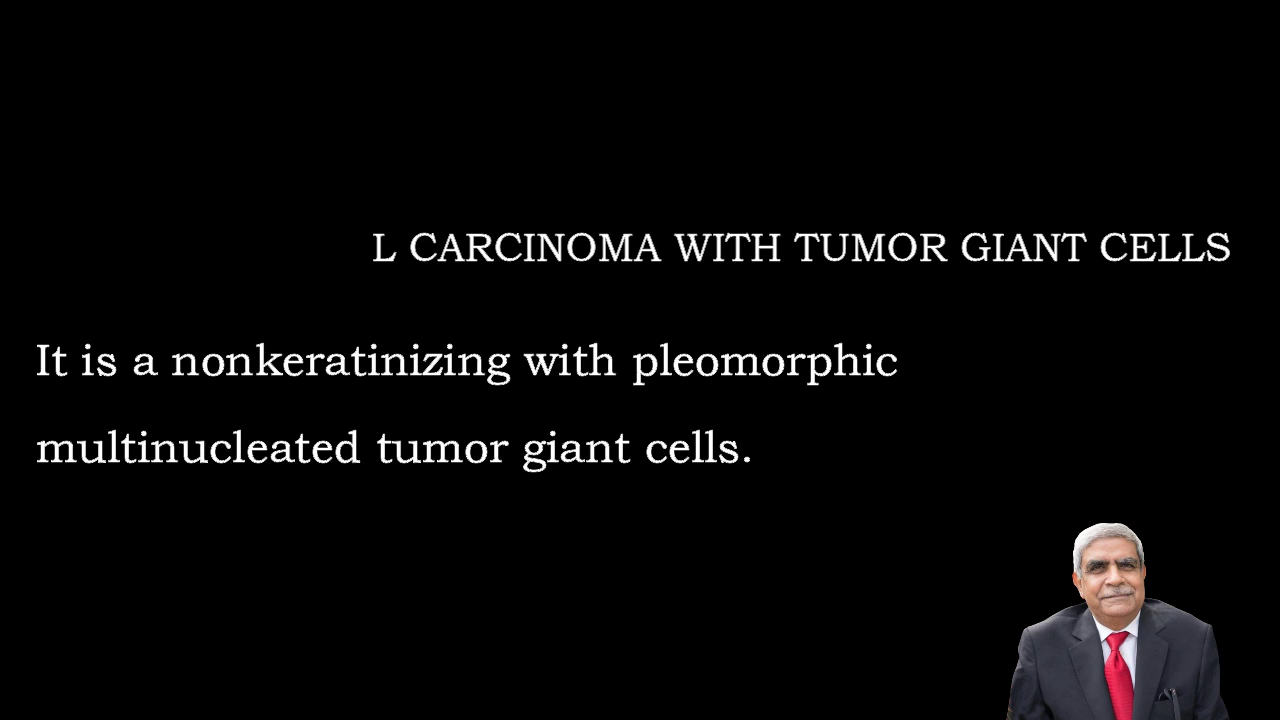 L CARCINOMA WITH TUMOR GIANT CELLS
It is a nonkeratinizing with pleomorphic
multinucleated tumor giant cells.